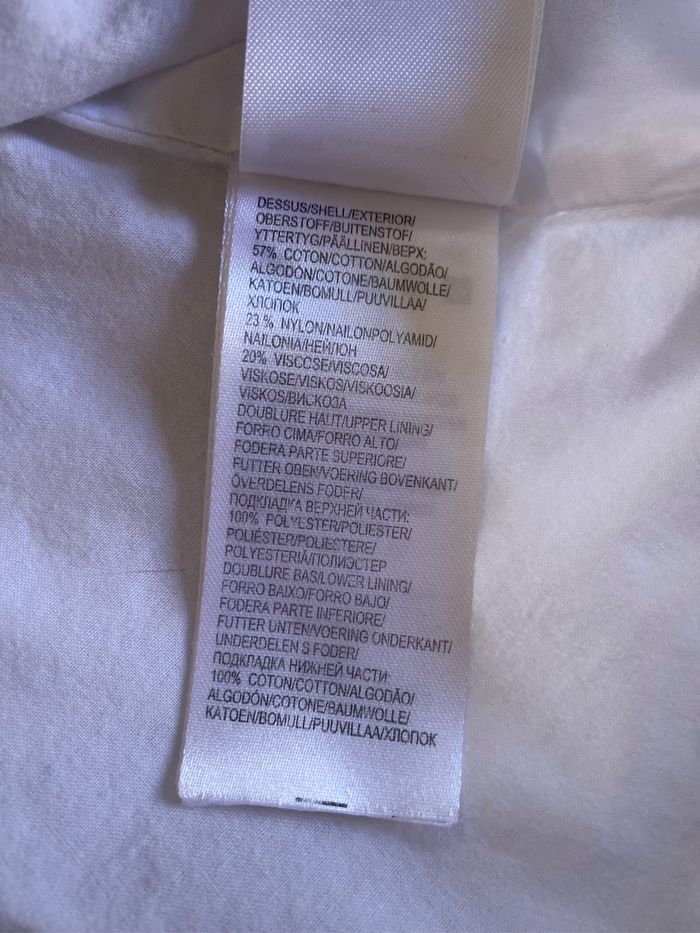 DESSUS/SHELL/EXTERIOR/
OBERSTOFF/BUITENSTOF/
YTTERTYG/PÄÄLLINEN/ВЕРХ:
57% COTON/COTTON/ALGODÃO/
ALGODÓN/COTONE/BAUMWOLLE/
KATOEN/BOMULL/PUUVILLAA/
ХЛОПОК
23 % NYLON/NAILONPOLYAMID/
NAILONIA/НЕЙЛОН
20% VISCOSE/VISCOSA/
VISKOSE/VISKOS/VISKOOSIA/
VISKOS/ВИСКОЗА
DOUBLURE HAUT/UPPER LINING/
FORRO CIMA/FORRO ALTO/
FODERA PARTE SUPERIORE/
FUTTER OBEN/VOERING BOVENKANT/
ÖVERDELENS FODER/
ПОДКЛАДКА ВЕРХНЕЙ ЧАСТИ:
100% POLYESTER/POLIESTER/
POLIÉSTER/POLIESTERE/
POLYESTERIÄ/ПОЛИЭСТЕР
DOUBLURE BAS/LOWER LINING/
FORRO BAIXO/FORRO BAJO/
FODERA PARTE INFERIORE/
FUTTER UNTEN/VOERING ONDERKANT/
UNDERDELEN S FODER/
ПОДКЛАДКА НИЖНЕЙ ЧАСТИ:
100% COTON/COTTON/ALGODÃO/
ALGODÓN/COTONE/BAUMWOLLE/
KATOEN/BOMULL/PUUVILLAA/ХЛОПОК